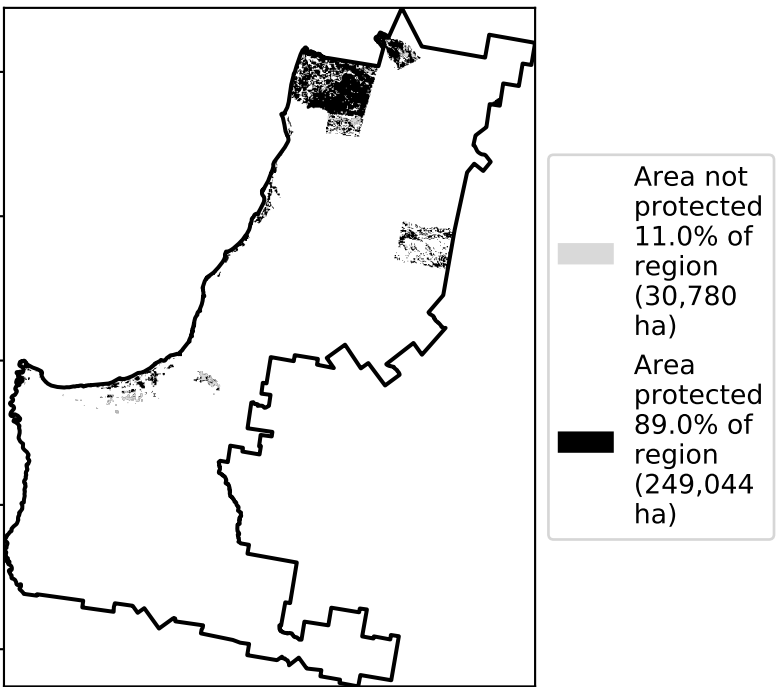 Area not
protected
11.0% of
region
(30,780
ha)
Area
protected
89.0% of
region
(249,044
ha)